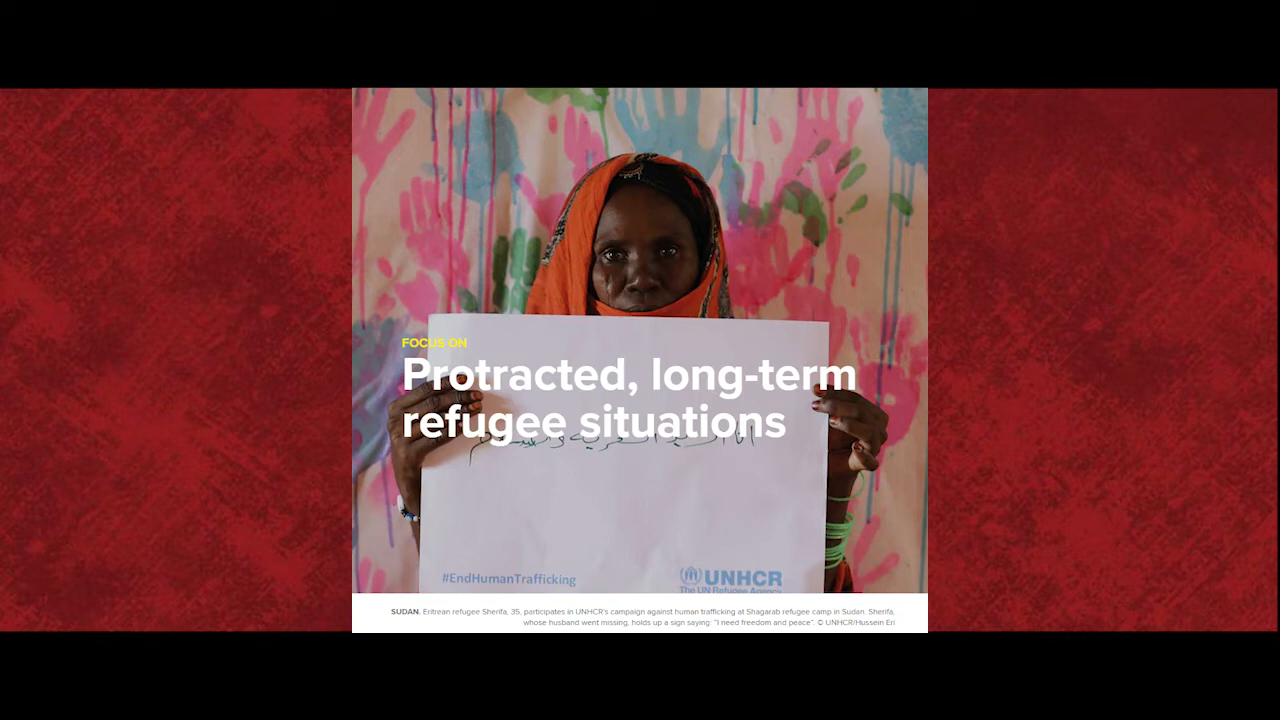 FOCUS ON
Protracted, long-term
refugee situations
#EndHumanTrafficking
UNHCR
The UN Refugee Agency
SUDAN. Eritrean refugee Sherifa, 35, participates in UNHCR's campaign against human trafficking at Shagarab refugee camp in Sudan. Sherifa,
whose husband went missing, holds up a sign saying: "I need freedom and peace". © UNHCR/Hussein Eri